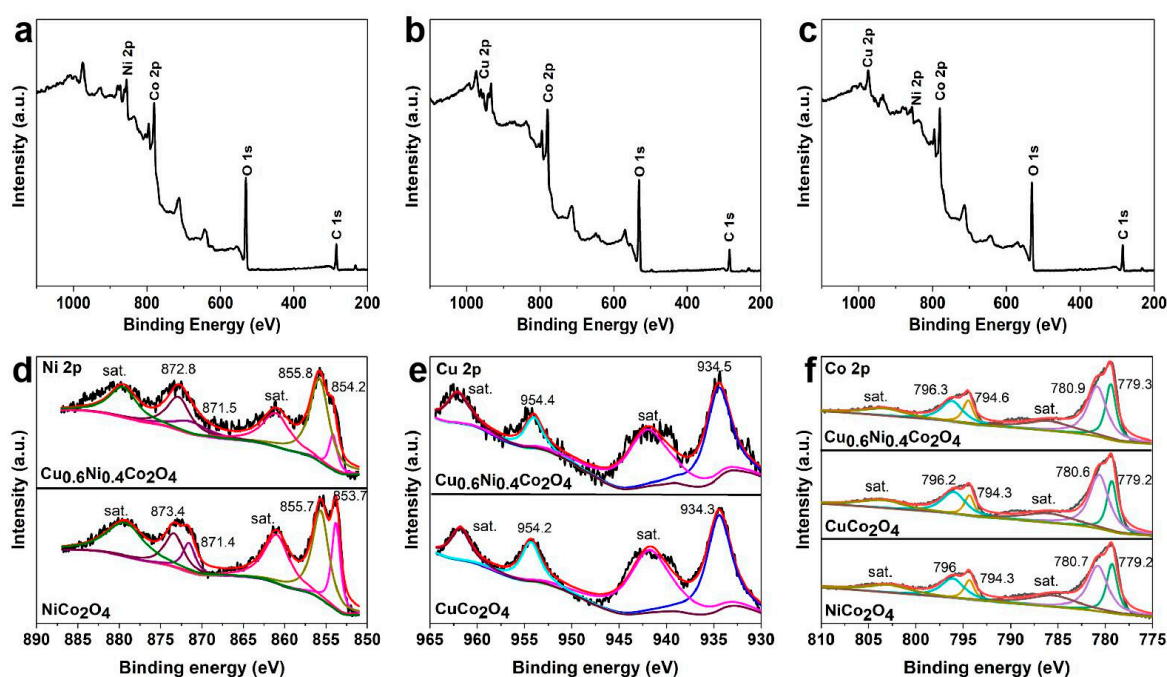 a
Ni 2p
Co 2p
O 1s
C 1s
Intensity (a.u.)
1000 800 600 400 200
Binding Energy (eV)
b
Cu 2p
Co 2p
O 1s
C 1s
Intensity (a.u.)
1000 800 600 400 200
Binding Energy (eV)
c
Cu 2p
Ni 2p
Co 2p
O 1s
C 1s
Intensity (a.u.)
1000 800 600 400 200
Binding Energy (eV)
d
Ni 2p
sat. 872.8 871.5 sat. 855.8 854.2
Cu0.6Ni0.4Co2O4
sat. 873.4 871.4 sat. 855.7 853.7
NiCo2O4
Intensity (a.u.)
890 880 870 860 850
Binding energy (eV)
e
Cu 2p
sat. 954.4 sat. 934.5
Cu0.6Ni0.4Co2O4
sat. 954.2 sat. 934.3
CuCo2O4
Intensity (a.u.)
965 960 955 950 945 940 935 930
Binding energy (eV)
f
Co 2p
sat. 796.3 794.6 sat. 780.9 779.3
Cu0.6Ni0.4Co2O4
sat. 796.2 794.3 sat. 780.6 779.2
CuCo2O4
sat. 796 794.3 sat. 780.7 779.2
NiCo2O4
Intensity (a.u.)
810 805 800 795 790 785 780 775
Binding energy (eV)